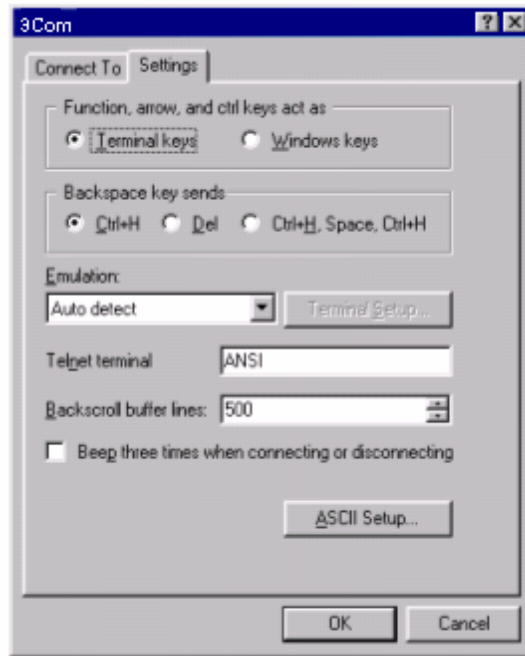 3Com
Connect To Settings
Function, arrow, and ctrl keys act as
Terminal keys Windows keys
Backspace key sends
Ctrl+H Del Ctrl+H, Space, Ctrl+H
Emulation:
Auto detect Terminal Setup...
Telnet terminal ANSI
Backscroll buffer lines: 500
Beep three times when connecting or disconnecting
ASCII Setup...
OK Cancel